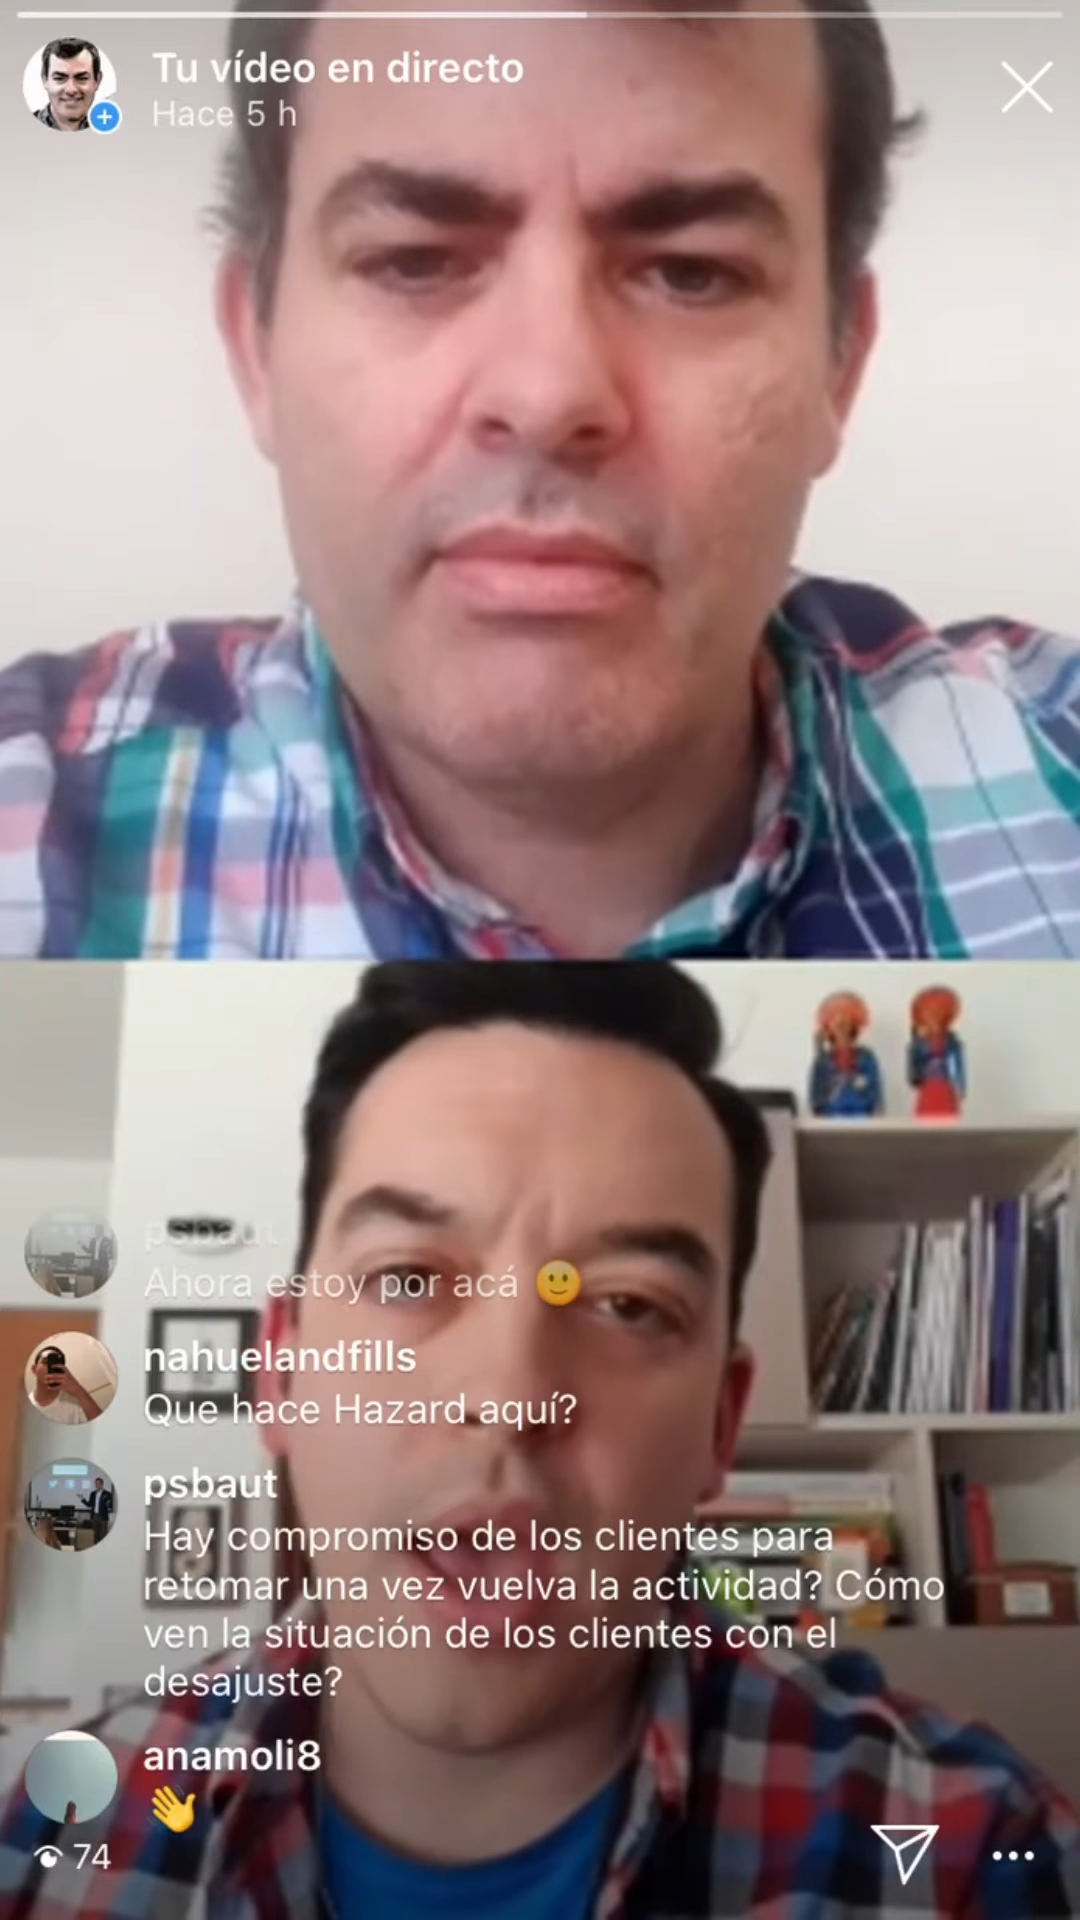 Tu vídeo en directo
Hace 5 h
psbaut
Ahora estoy por acá 🙂
nahuelandfills
Que hace Hazard aquí?
psbaut
Hay compromiso de los clientes para
retomar una vez vuelva la actividad? Cómo
ven la situación de los clientes con el
desajuste?
anamoli8
👋
74